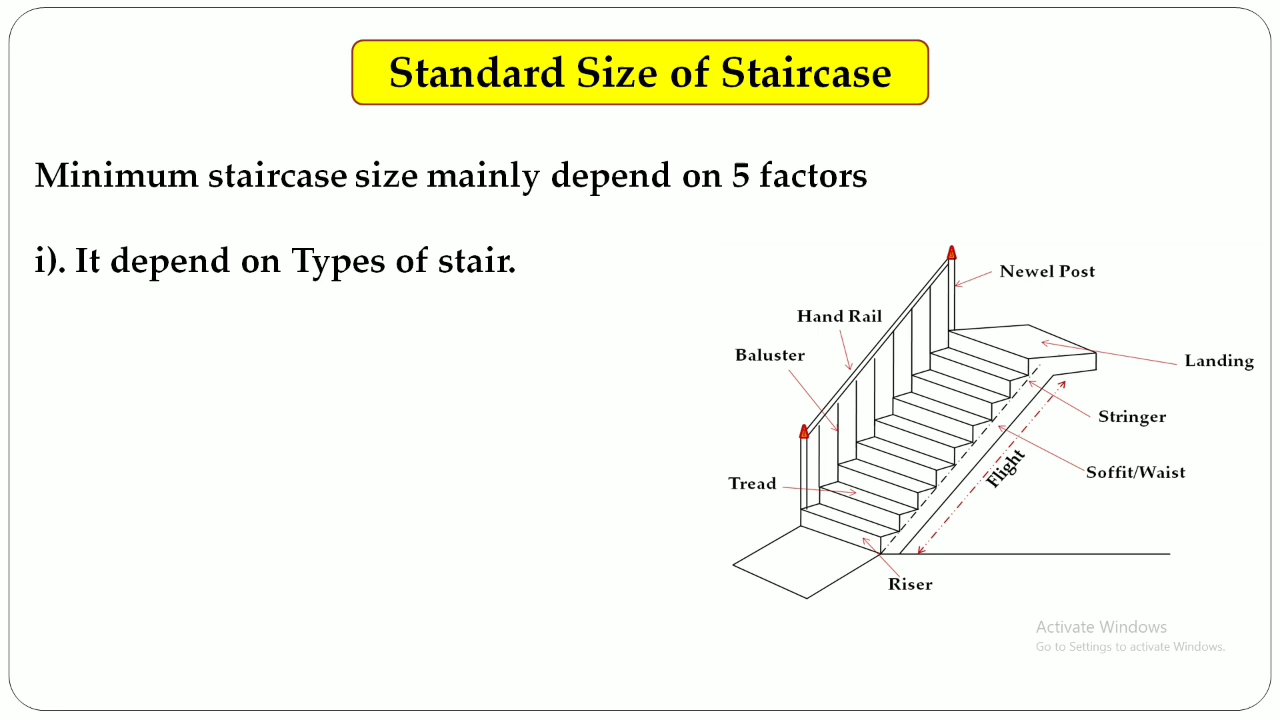 Standard Size of Staircase
Minimum staircase size mainly depend on 5 factors
i). It depend on Types of stair.
Newel Post
Hand Rail
Baluster
Landing
Stringer
Flight
Soffit/Waist
Tread
Riser
Activate Windows
Go to Settings to activate Windows.